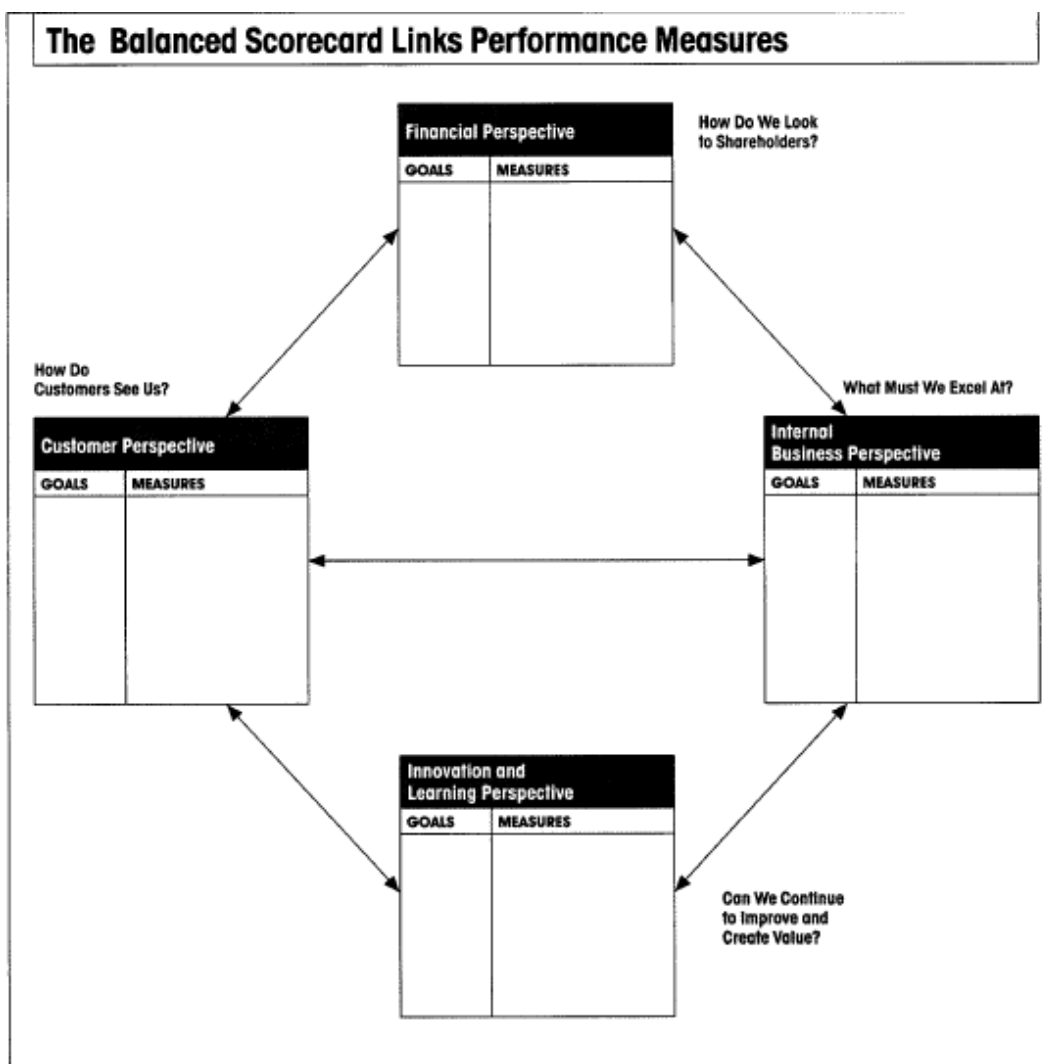 The Balanced Scorecard Links Performance Measures
Financial Perspective
GOALS MEASURES
How Do We Look
to Shareholders?
How Do
Customers See Us?
Customer Perspective
GOALS MEASURES
What Must We Excel At?
Internal
Business Perspective
GOALS MEASURES
Innovation and
Learning Perspective
GOALS MEASURES
Can We Continue
to Improve and
Create Value?